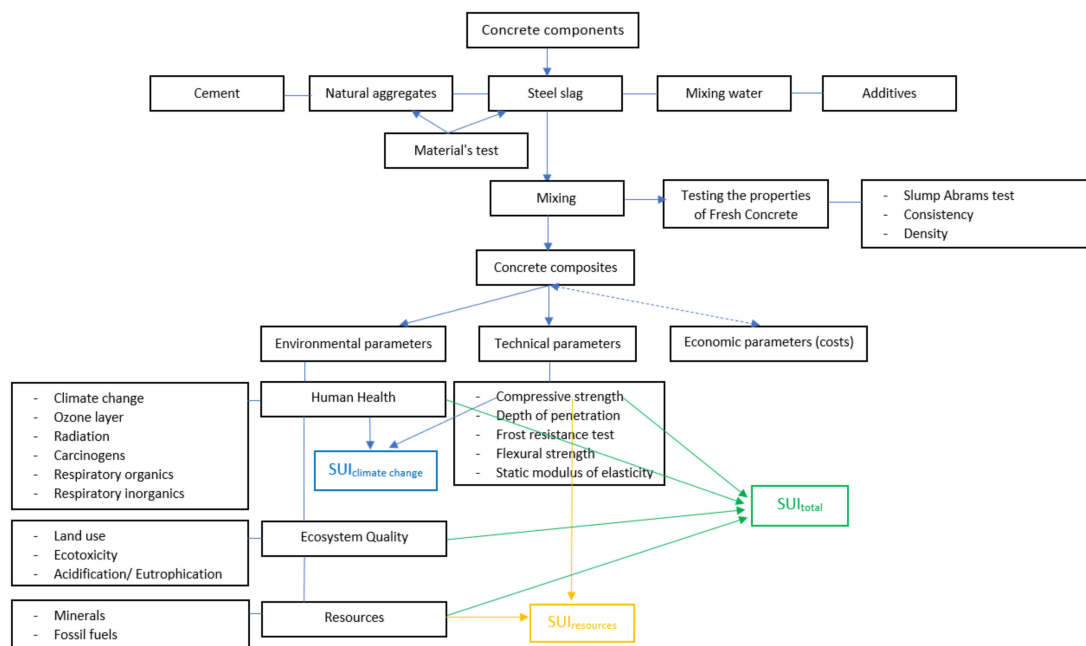 Concrete components
Cement
Natural aggregates
Steel slag
Mixing water
Additives
Material's test
Mixing
Testing the properties
of Fresh Concrete
- Slump Abrams test
- Consistency
- Density
Concrete composites
Environmental parameters
Technical parameters
Economic parameters (costs)
- Climate change
- Ozone layer
- Radiation
- Carcinogens
- Respiratory organics
- Respiratory inorganics
Human Health
- Compressive strength
- Depth of penetration
- Frost resistance test
- Flexural strength
- Static modulus of elasticity
SUIclimate change
SUItotal
- Land use
- Ecotoxicity
- Acidification/ Eutrophication
Ecosystem Quality
- Minerals
- Fossil fuels
Resources
SUIresources